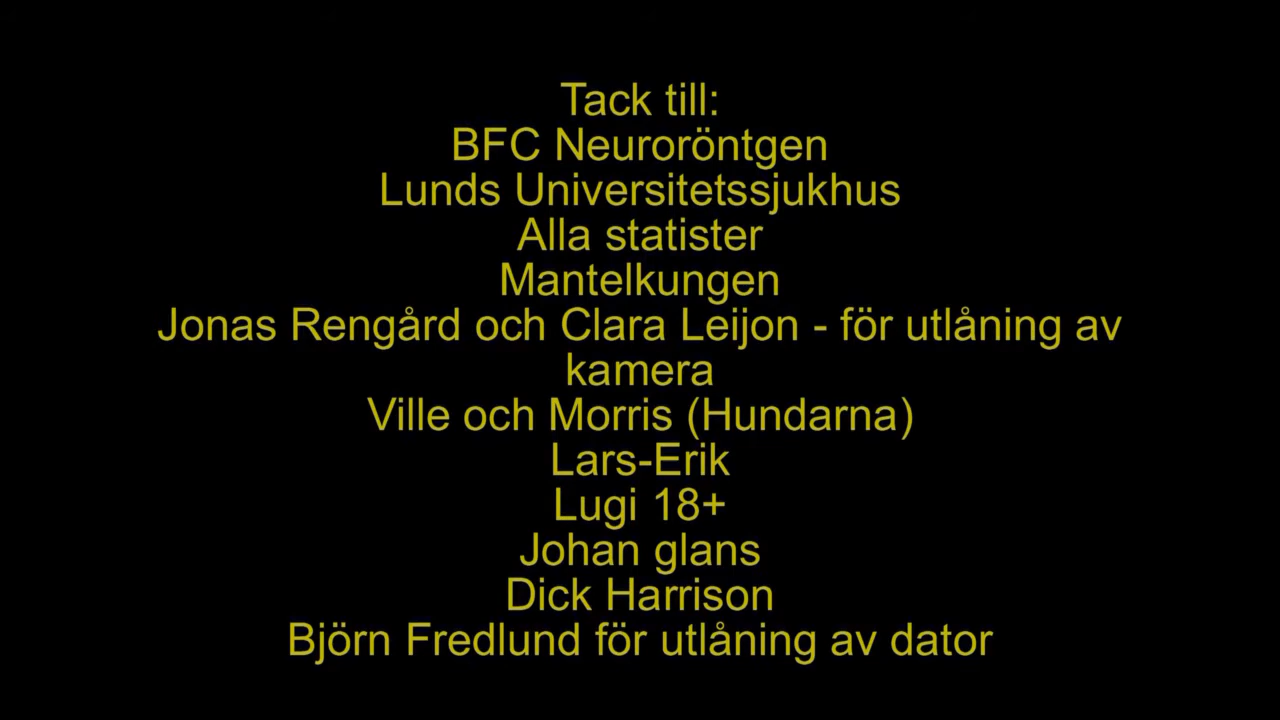 Tack till:
BFC Neuroröntgen
Lunds Universitetssjukhus
Alla statister
Mantelkungen
Jonas Rengård och Clara Leijon - för utlåning av
kamera
Ville och Morris (Hundarna)
Lars-Erik
Lugi 18+
Johan glans
Dick Harrison
Björn Fredlund för utlåning av dator